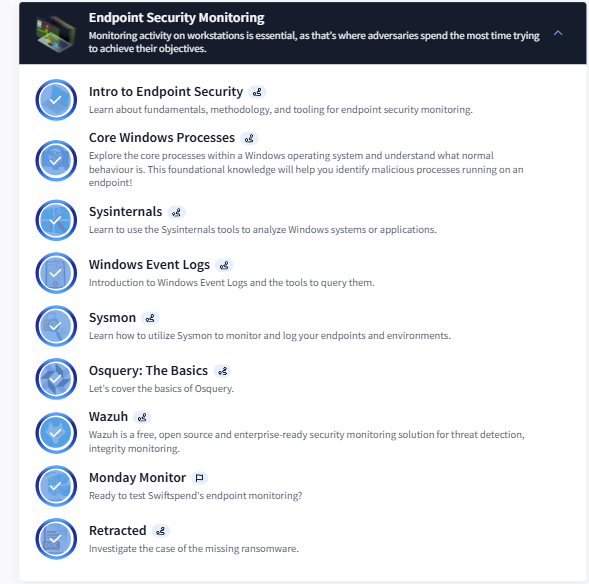 Endpoint Security Monitoring
Monitoring activity on workstations is essential, as that's where adversaries spend the most time trying
to achieve their objectives.
Intro to Endpoint Security
Learn about fundamentals, methodology, and tooling for endpoint security monitoring.
Core Windows Processes
Explore the core processes within a Windows operating system and understand what normal
behaviour is. This foundational knowledge will help you identify malicious processes running on an
endpoint!
Sysinternals
Learn to use the Sysinternals tools to analyze Windows systems or applications.
Windows Event Logs
Introduction to Windows Event Logs and the tools to query them.
Sysmon
Learn how to utilize Sysmon to monitor and log your endpoints and environments.
Osquery: The Basics
Let's cover the basics of Osquery.
Wazuh
Wazuh is a free, open source and enterprise-ready security monitoring solution for threat detection,
integrity monitoring.
Monday Monitor
Ready to test Swiftspend's endpoint monitoring?
Retracted
Investigate the case of the missing ransomware.